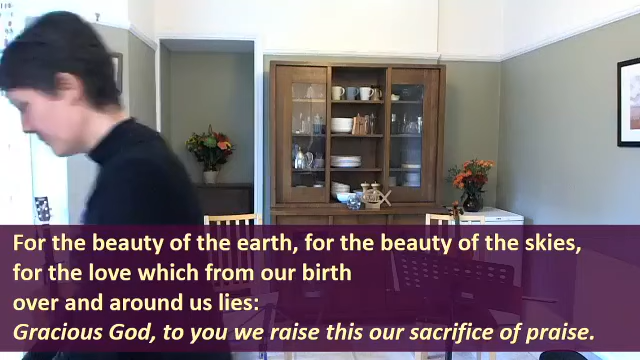 For the beauty of the earth, for the beauty of the skies,
for the love which from our birth
over and around us lies:
Gracious God, to you we raise this our sacrifice of praise.